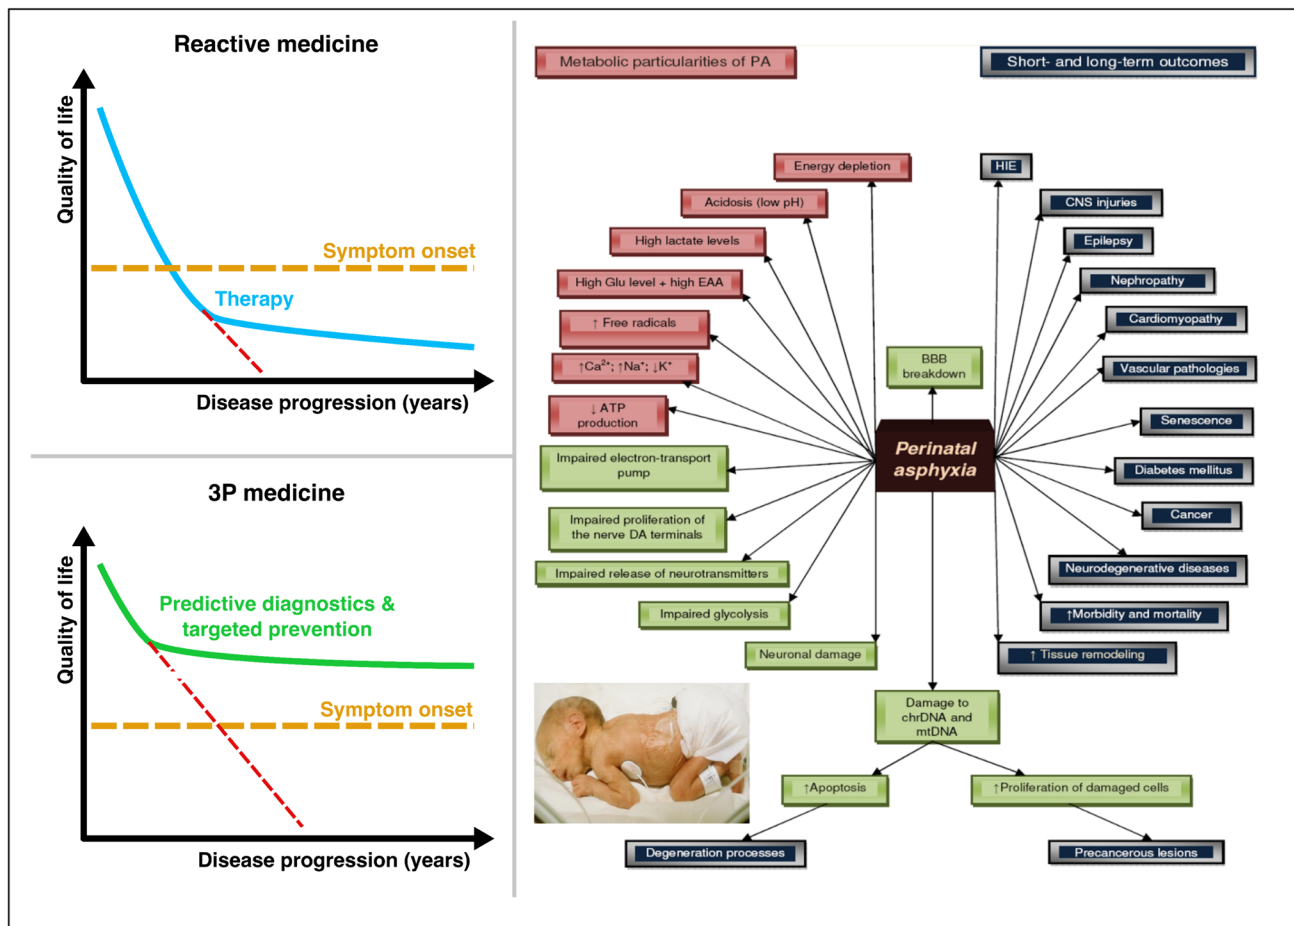 Reactive medicine
Quality of life
Symptom onset
Therapy
Disease progression (years)
3P medicine
Quality of life
Predictive diagnostics &
targeted prevention
Symptom onset
Disease progression (years)
Metabolic particularities of PA
Short- and long-term outcomes
Energy depletion
Acidosis (low pH)
High lactate levels
High Glu level + high EAA
↑ Free radicals
↑Ca²⁺; ↑Na⁺; ↓K⁺
↓ ATP
production
Impaired electron-transport
pump
Impaired proliferation of
the nerve DA terminals
Impaired release of neurotransmitters
Impaired glycolysis
Neuronal damage
BBB
breakdown
Perinatal
asphyxia
HIE
CNS injuries
Epilepsy
Nephropathy
Cardiomyopathy
Vascular pathologies
Senescence
Diabetes mellitus
Cancer
Neurodegenerative diseases
↑Morbidity and mortality
↑ Tissue remodeling
Damage to
chrDNA and
mtDNA
↑Apoptosis
↑Proliferation of damaged cells
Degeneration processes
Precancerous lesions